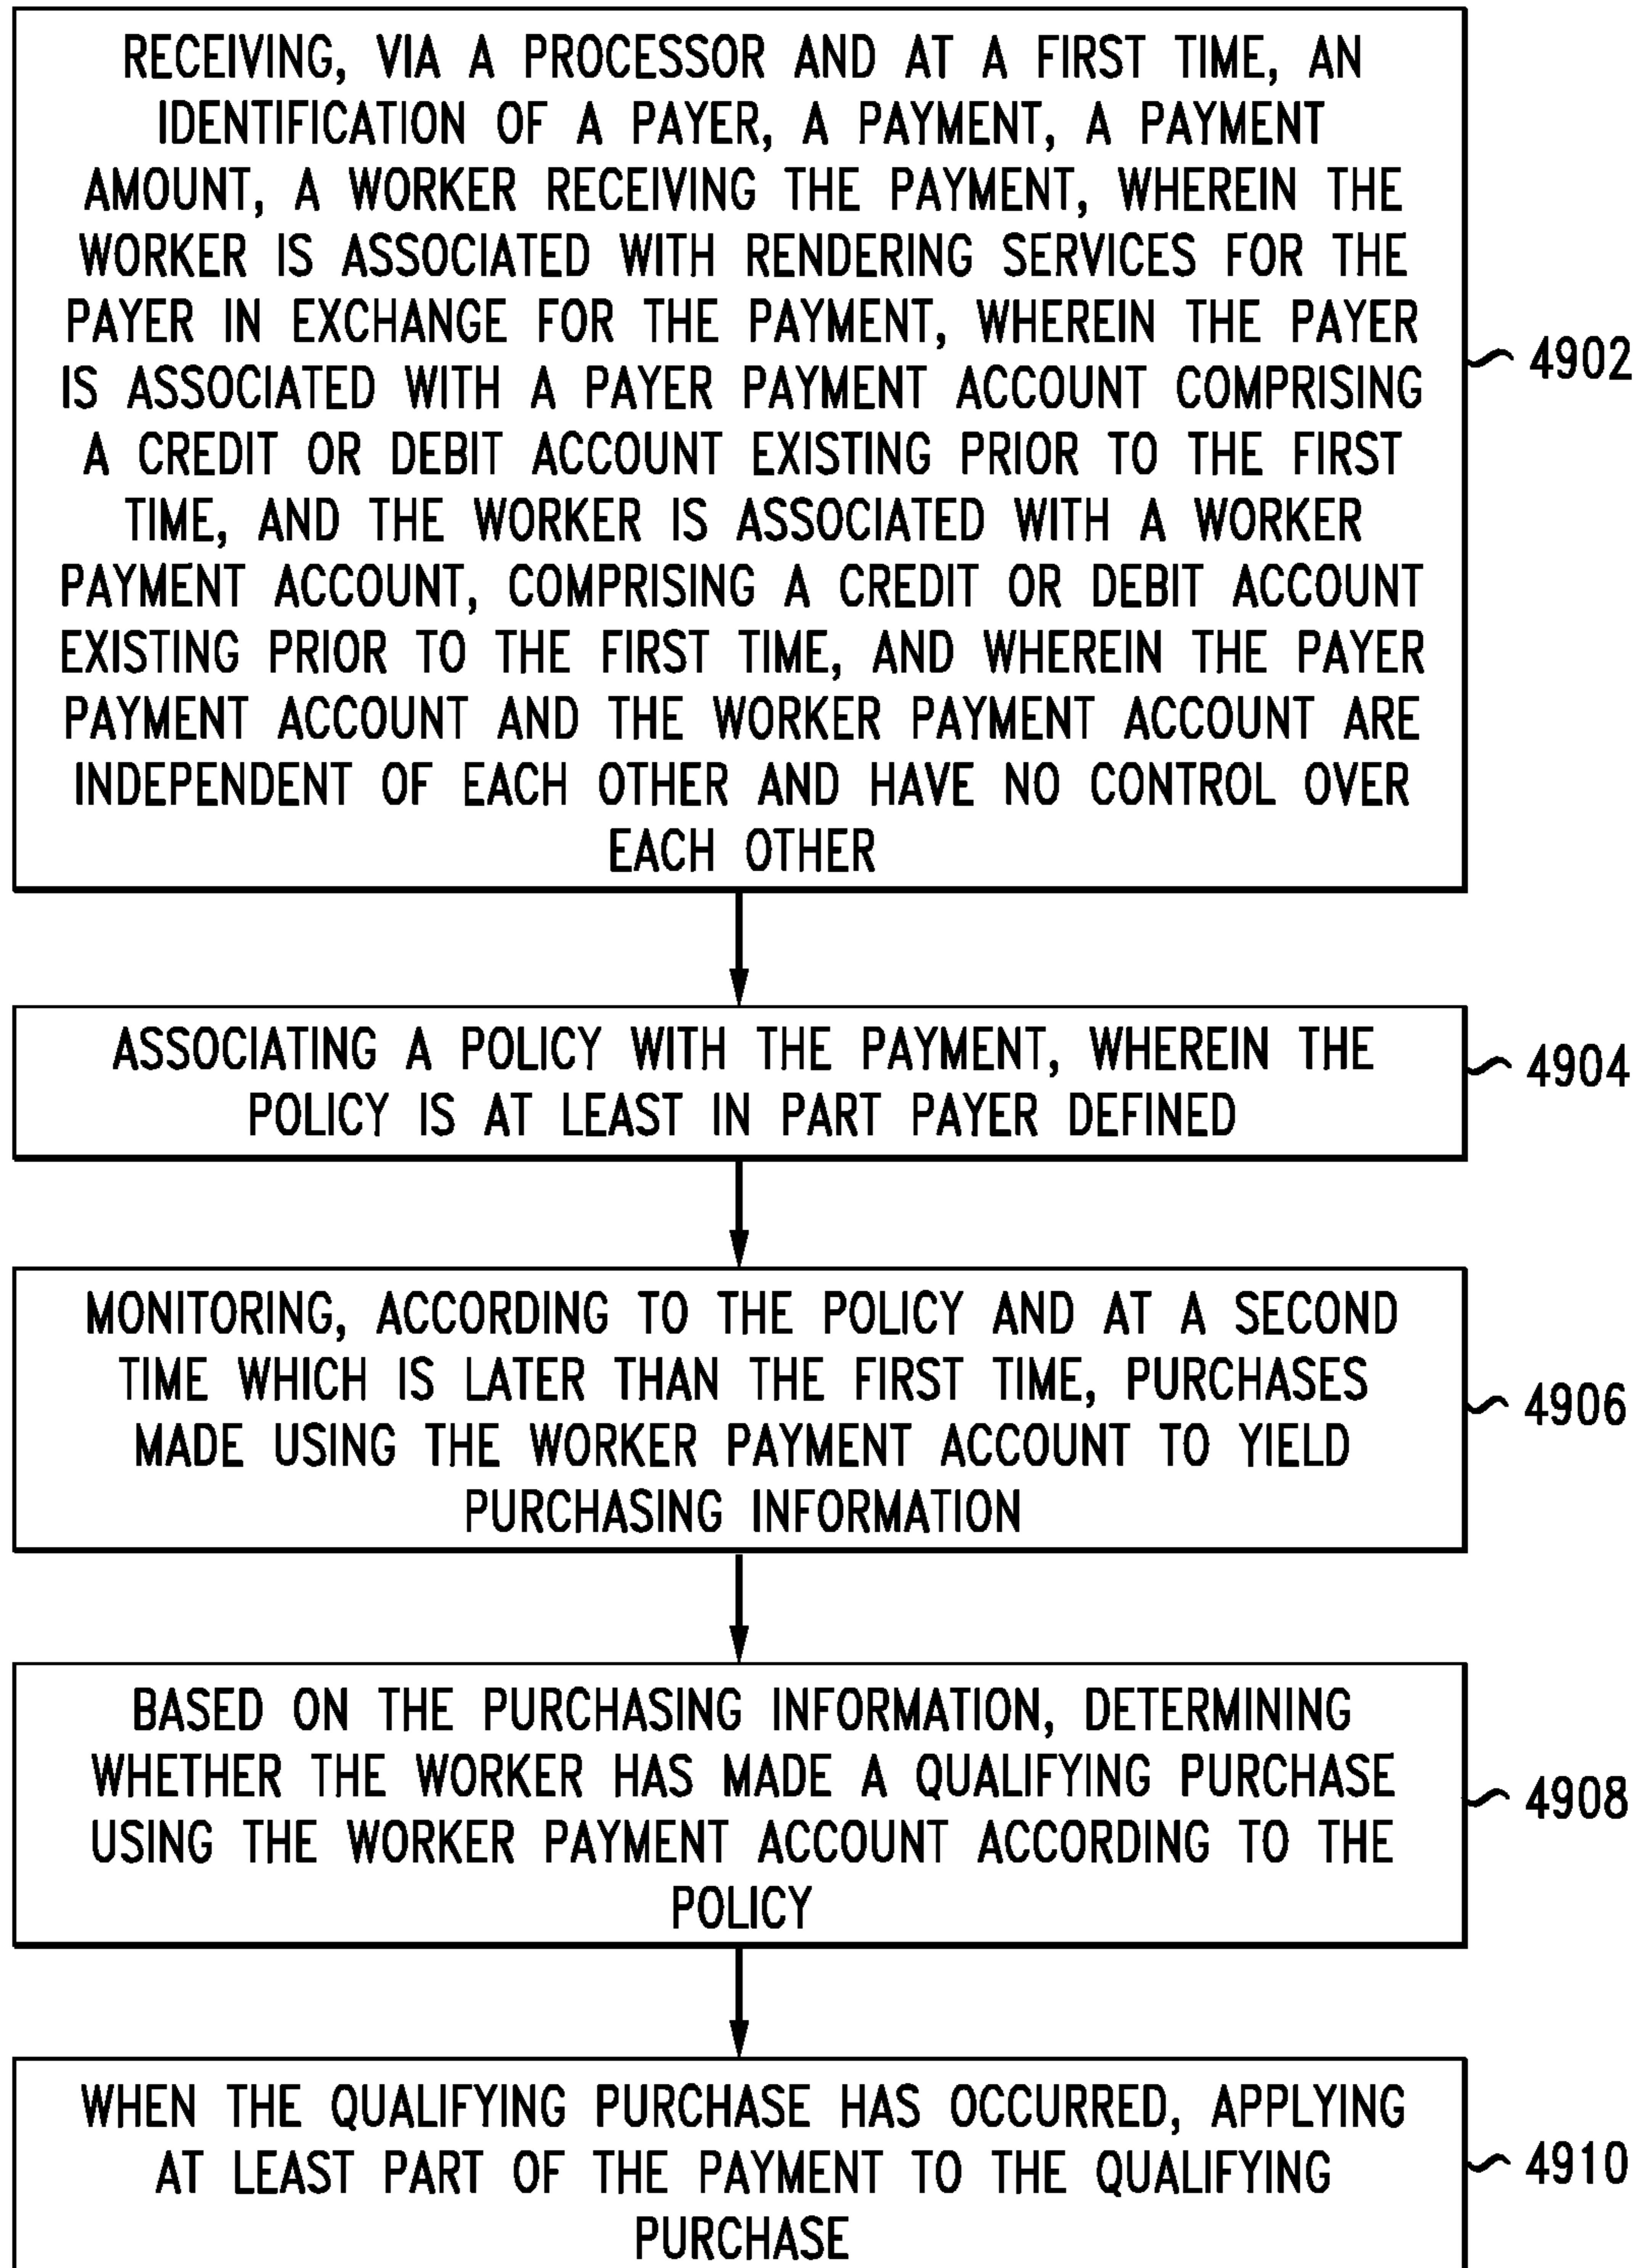 RECEIVING, VIA A PROCESSOR AND AT A FIRST TIME, AN
IDENTIFICATION OF A PAYER, A PAYMENT, A PAYMENT
AMOUNT, A WORKER RECEIVING THE PAYMENT, WHEREIN THE
WORKER IS ASSOCIATED WITH RENDERING SERVICES FOR THE
PAYER IN EXCHANGE FOR THE PAYMENT, WHEREIN THE PAYER
IS ASSOCIATED WITH A PAYER PAYMENT ACCOUNT COMPRISING
A CREDIT OR DEBIT ACCOUNT EXISTING PRIOR TO THE FIRST
TIME, AND THE WORKER IS ASSOCIATED WITH A WORKER
PAYMENT ACCOUNT, COMPRISING A CREDIT OR DEBIT ACCOUNT
EXISTING PRIOR TO THE FIRST TIME, AND WHEREIN THE PAYER
PAYMENT ACCOUNT AND THE WORKER PAYMENT ACCOUNT ARE
INDEPENDENT OF EACH OTHER AND HAVE NO CONTROL OVER
EACH OTHER
4902
ASSOCIATING A POLICY WITH THE PAYMENT, WHEREIN THE
POLICY IS AT LEAST IN PART PAYER DEFINED
4904
MONITORING, ACCORDING TO THE POLICY AND AT A SECOND
TIME WHICH IS LATER THAN THE FIRST TIME, PURCHASES
MADE USING THE WORKER PAYMENT ACCOUNT TO YIELD
PURCHASING INFORMATION
4906
BASED ON THE PURCHASING INFORMATION, DETERMINING
WHETHER THE WORKER HAS MADE A QUALIFYING PURCHASE
USING THE WORKER PAYMENT ACCOUNT ACCORDING TO THE
POLICY
4908
WHEN THE QUALIFYING PURCHASE HAS OCCURRED, APPLYING
AT LEAST PART OF THE PAYMENT TO THE QUALIFYING
PURCHASE
4910